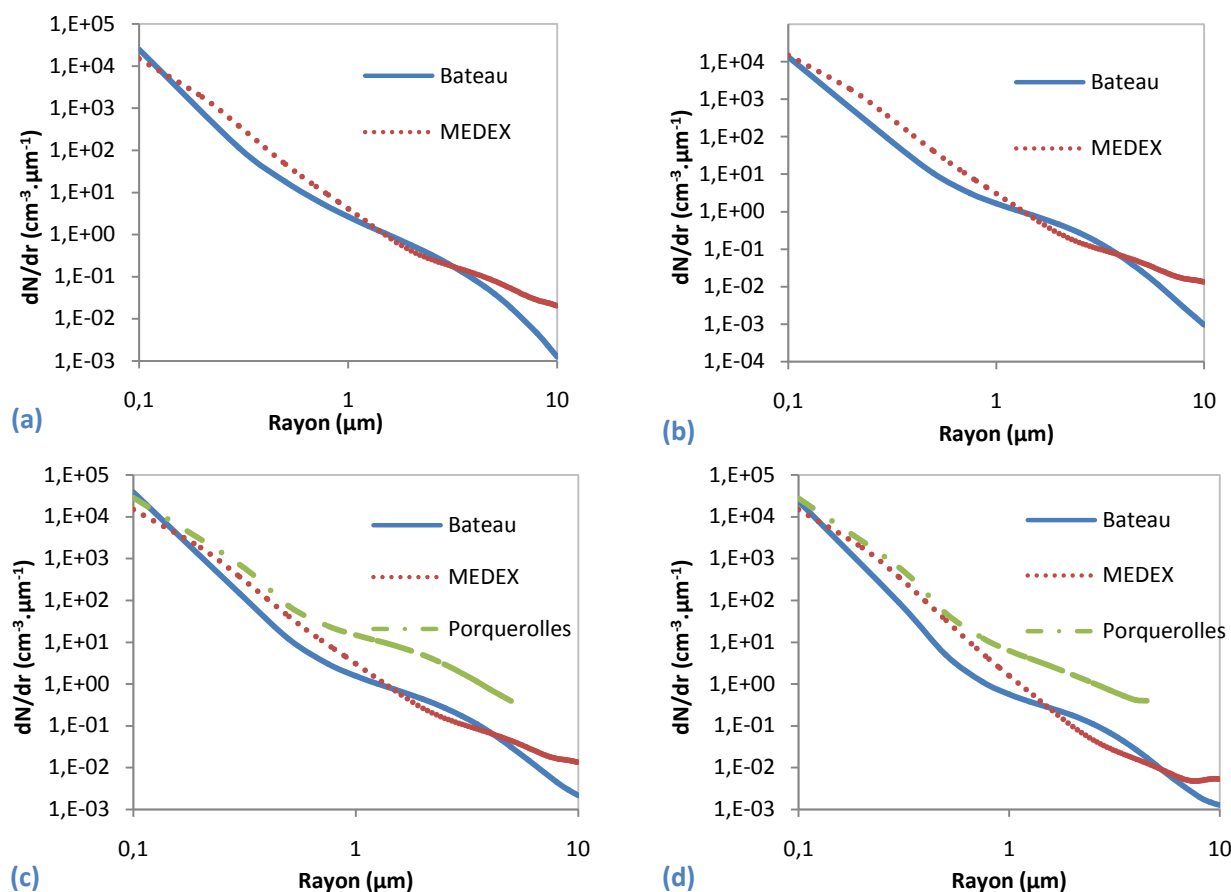 1,E+05
1,E+04
1,E+03
1,E+02
1,E+01
1,E+00
1,E-01
1,E-02
1,E-03
dN/dr (cm⁻³.µm⁻¹)
Bateau
MEDEX
0,1 1 10
Rayon (µm)
(a)
1,E+04
1,E+03
1,E+02
1,E+01
1,E+00
1,E-01
1,E-02
1,E-03
1,E-04
dN/dr (cm⁻³.µm⁻¹)
Bateau
MEDEX
0,1 1 10
Rayon (µm)
(b)
1,E+05
1,E+04
1,E+03
1,E+02
1,E+01
1,E+00
1,E-01
1,E-02
1,E-03
dN/dr (cm⁻³.µm⁻¹)
Bateau
MEDEX
Porquerolles
0,1 1 10
Rayon (µm)
(c)
1,E+05
1,E+04
1,E+03
1,E+02
1,E+01
1,E+00
1,E-01
1,E-02
1,E-03
dN/dr (cm⁻³.µm⁻¹)
Bateau
MEDEX
Porquerolles
0,1 1 10
Rayon (µm)
(d)